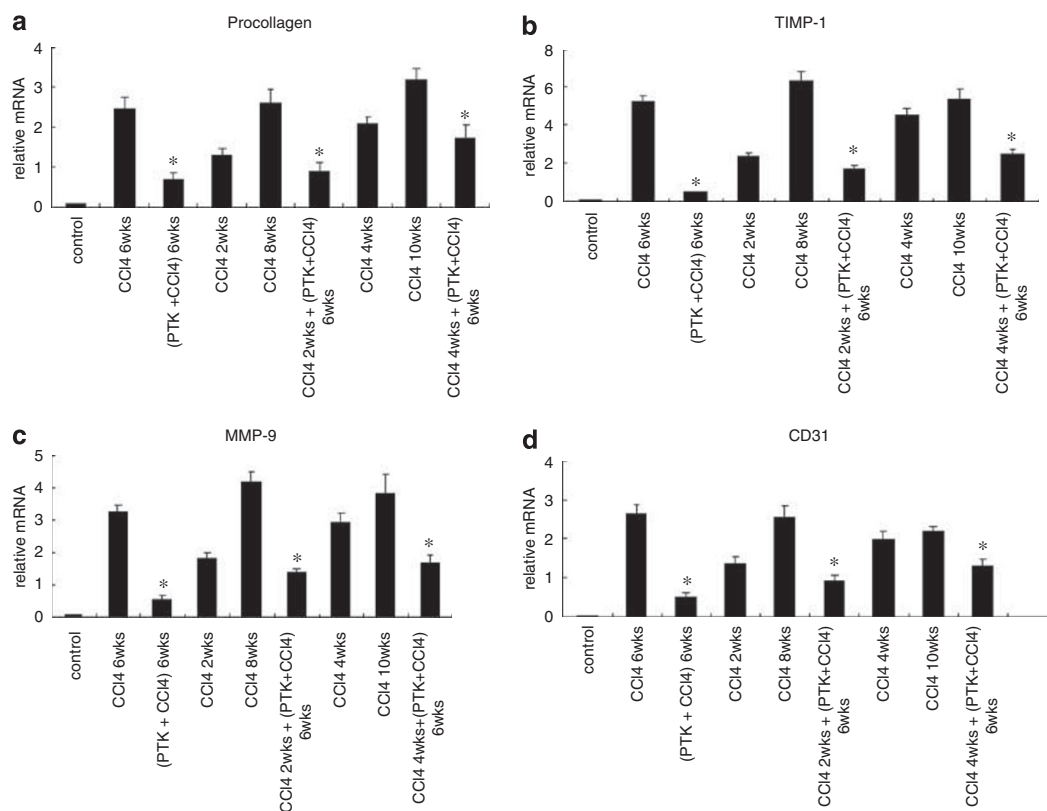 a
Procollagen
relative mRNA
4
3
2
1
0
control
CCl4 6wks
(PTK +CCl4) 6wks
CCl4 2wks
CCl4 8wks
CCl4 2wks + (PTK+CCl4)
6wks
CCl4 4wks
CCl4 10wks
CCl4 4wks + (PTK+CCl4)
6wks
*
*
*
b
TIMP-1
relative mRNA
8
6
4
2
0
control
CCl4 6wks
(PTK +CCl4) 6wks
CCl4 2wks
CCl4 8wks
CCl4 2wks + (PTK+CCl4)
6wks
CCl4 4wks
CCl4 10wks
CCl4 4wks + (PTK+CCl4)
6wks
*
*
*
c
MMP-9
relative mRNA
5
4
3
2
1
0
control
CCl4 6wks
(PTK + CCl4) 6wks
CCl4 2wks
CCl4 8wks
CCl4 2wks + (PTK+CCl4)
6wks
CCl4 4wks
CCl4 10wks
CCl4 4wks+(PTK+CCl4)
6wks
*
*
*
d
CD31
relative mRNA
4
3
2
1
0
control
CCl4 6wks
(PTK + CCl4) 6wks
CCl4 2wks
CCl4 8wks
CCl4 2wks + (PTK+CCl4)
6wks
CCl4 4wks
CCl4 10wks
CCl4 4wks + (PTK+CCl4)
6wks
*
*
*